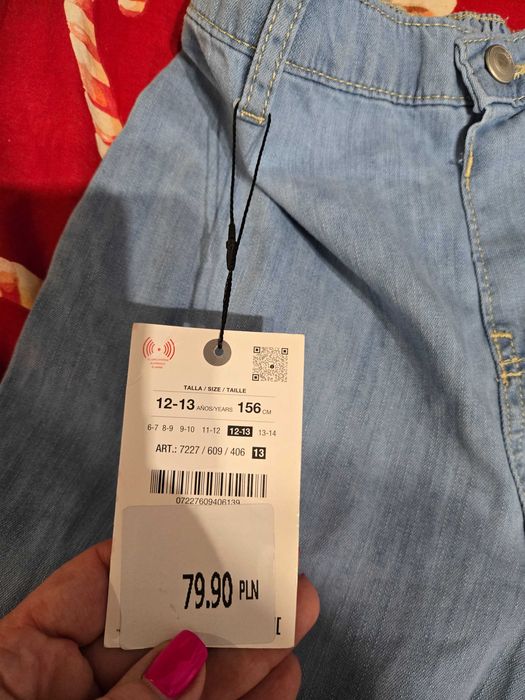 TALLA / SIZE / TAILLE
12-13 AÑOS/YEARS 156 CM
6-7 8-9 9-10 11-12 12-13 13-14
ART.: 7227 / 609 / 406 13
07227609406139
79.90 PLN